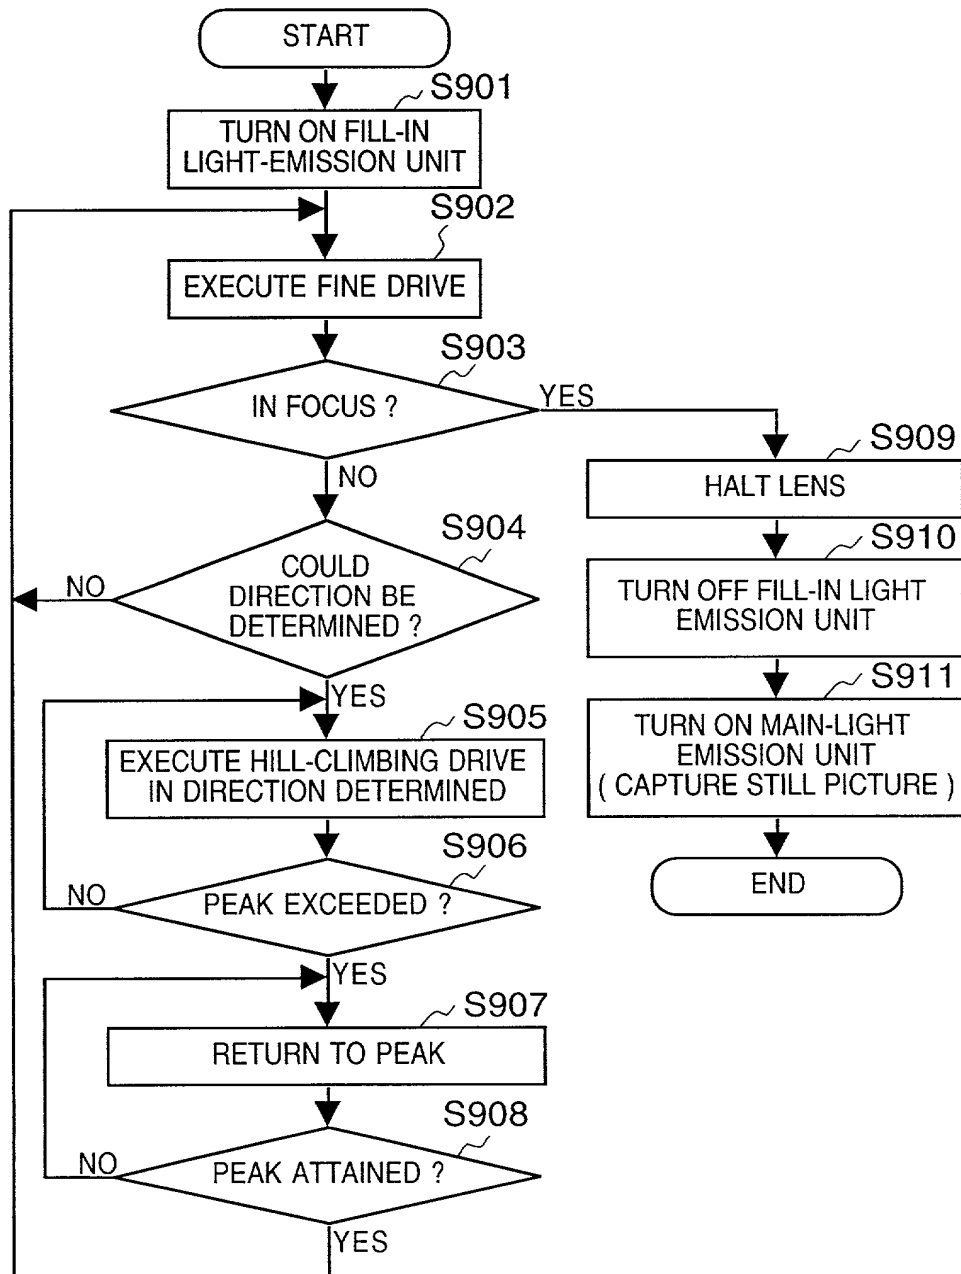 START
S901
TURN ON FILL-IN
LIGHT-EMISSION UNIT
S902
EXECUTE FINE DRIVE
S903
IN FOCUS ?
YES
NO
S904
COULD
DIRECTION BE
DETERMINED ?
NO
YES
S905
EXECUTE HILL-CLIMBING DRIVE
IN DIRECTION DETERMINED
S906
PEAK EXCEEDED ?
NO
YES
S907
RETURN TO PEAK
S908
PEAK ATTAINED ?
NO
YES
S909
HALT LENS
S910
TURN OFF FILL-IN LIGHT
EMISSION UNIT
S911
TURN ON MAIN-LIGHT
EMISSION UNIT
( CAPTURE STILL PICTURE )
END